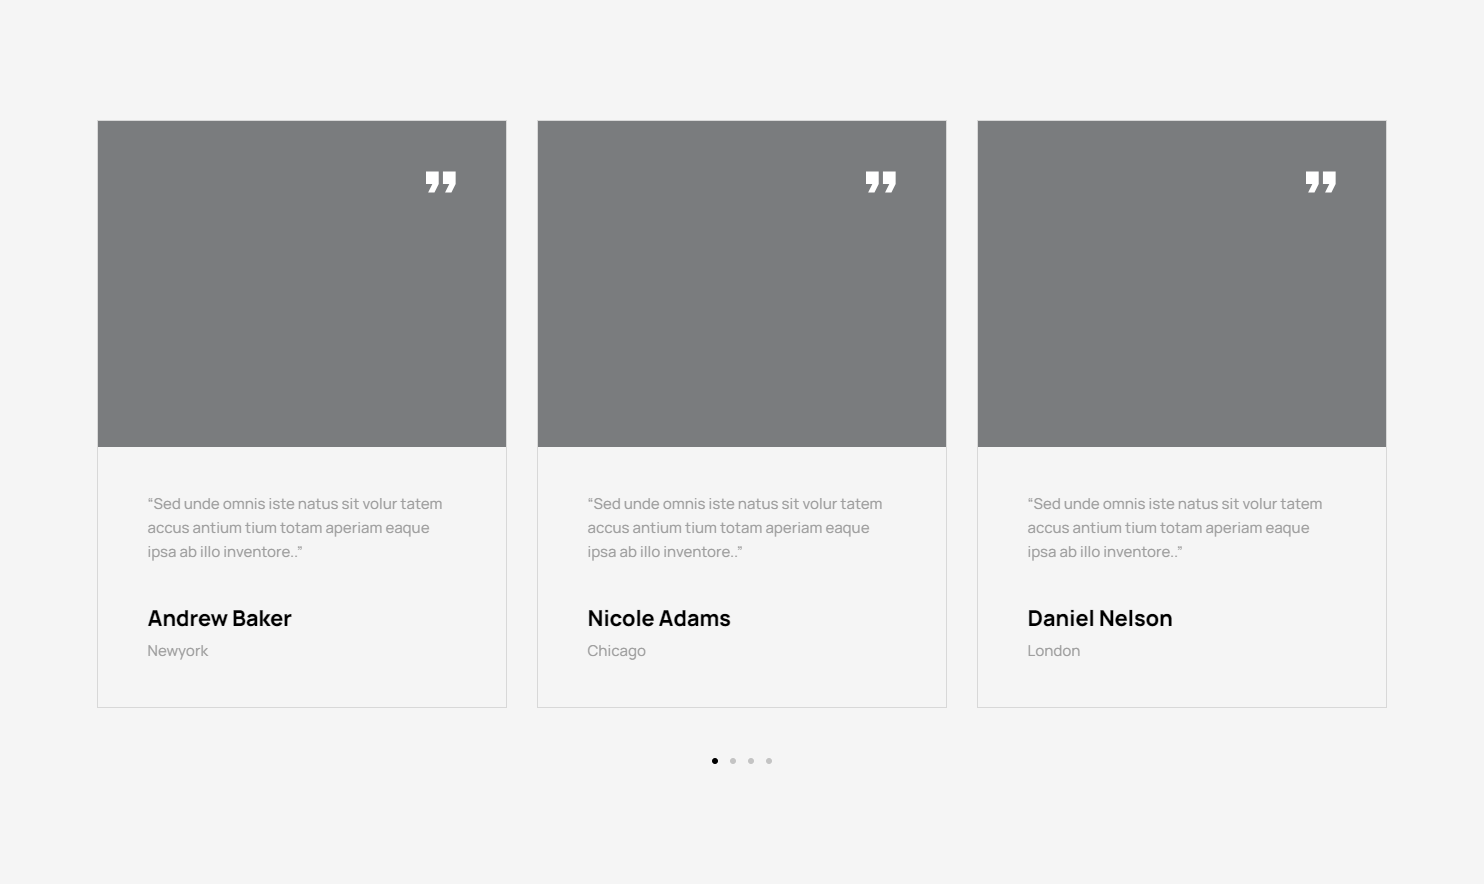 ”
”
”
“Sed unde omnis iste natus sit volur tatem
accus antium tium totam aperiam eaque
ipsa ab illo inventore..”
Andrew Baker
Newyork
“Sed unde omnis iste natus sit volur tatem
accus antium tium totam aperiam eaque
ipsa ab illo inventore..”
Nicole Adams
Chicago
“Sed unde omnis iste natus sit volur tatem
accus antium tium totam aperiam eaque
ipsa ab illo inventore..”
Daniel Nelson
London